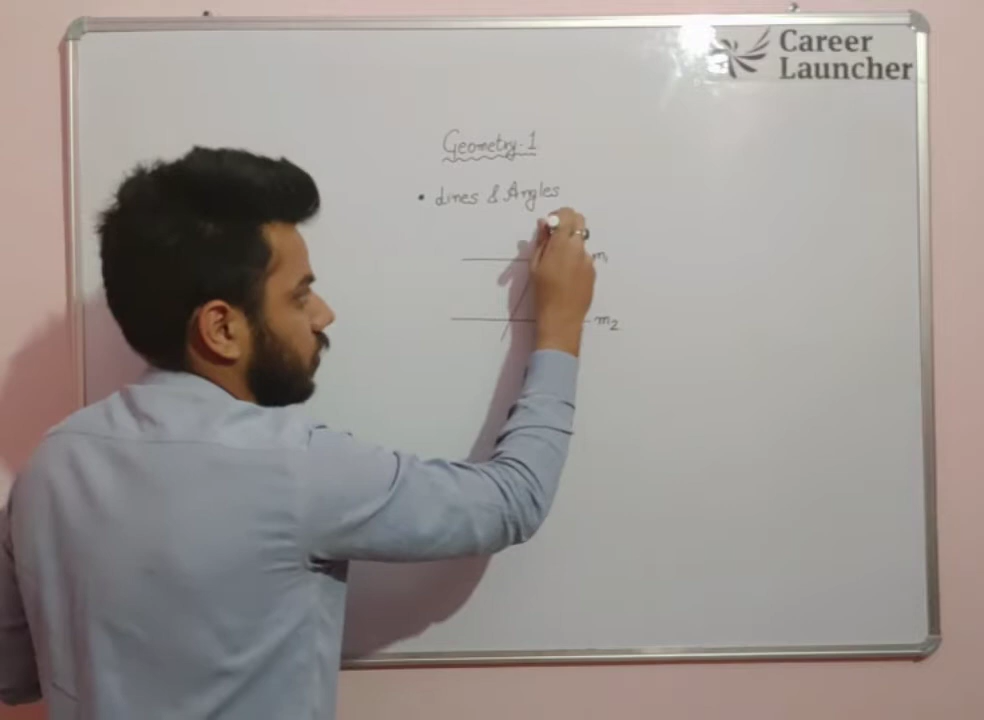 Career
Launcher
Geometry-1
• Lines & Angles
m₁
m₂